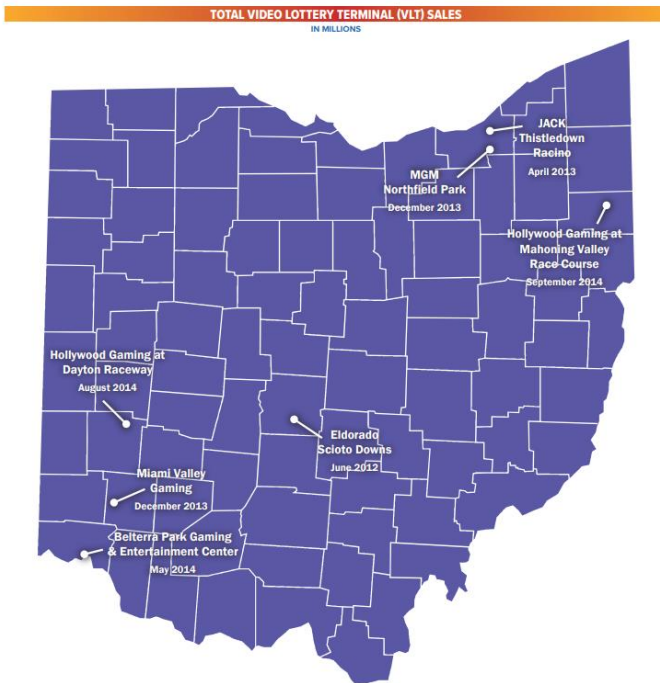 TOTAL VIDEO LOTTERY TERMINAL (VLT) SALES
IN MILLIONS
JACK
Thistledown
Racino
April 2013
MGM
Northfield Park
December 2013
Hollywood Gaming at
Mahoning Valley
Race Course
September 2014
Hollywood Gaming at
Dayton Raceway
August 2014
Eldorado
Scioto Downs
June 2012
Miami Valley
Gaming
December 2013
Belterra Park Gaming
& Entertainment Center
May 2014